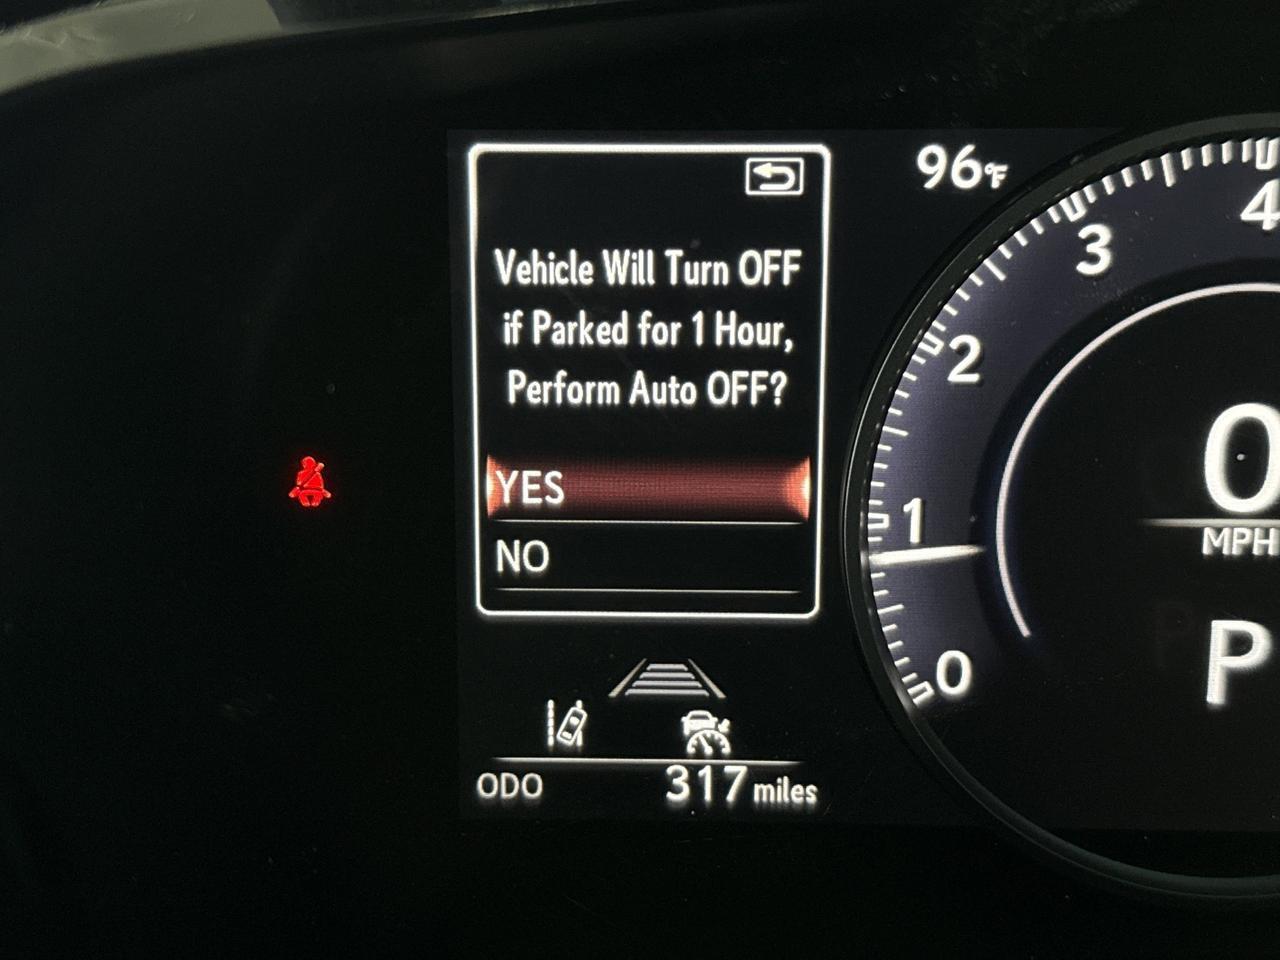 96°F
Vehicle Will Turn OFF
if Parked for 1 Hour,
Perform Auto OFF?
YES
NO
4
3
2
1
0
0
MPH
P
ODO 317 miles